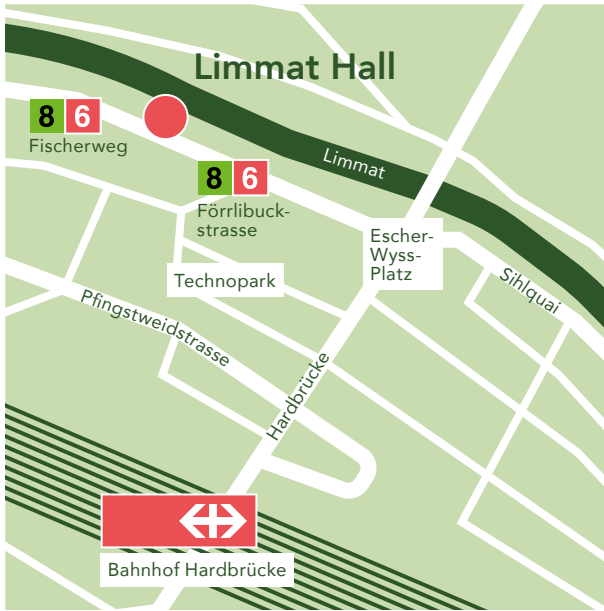 Limmat Hall
8 6
Fischerweg
Limmat
8 6
Förrlibuck-
strasse
Escher-
Wyss-
Platz
Technopark
Sihlquai
Pfingstweidstrasse
Hardbrücke
Bahnhof Hardbrücke